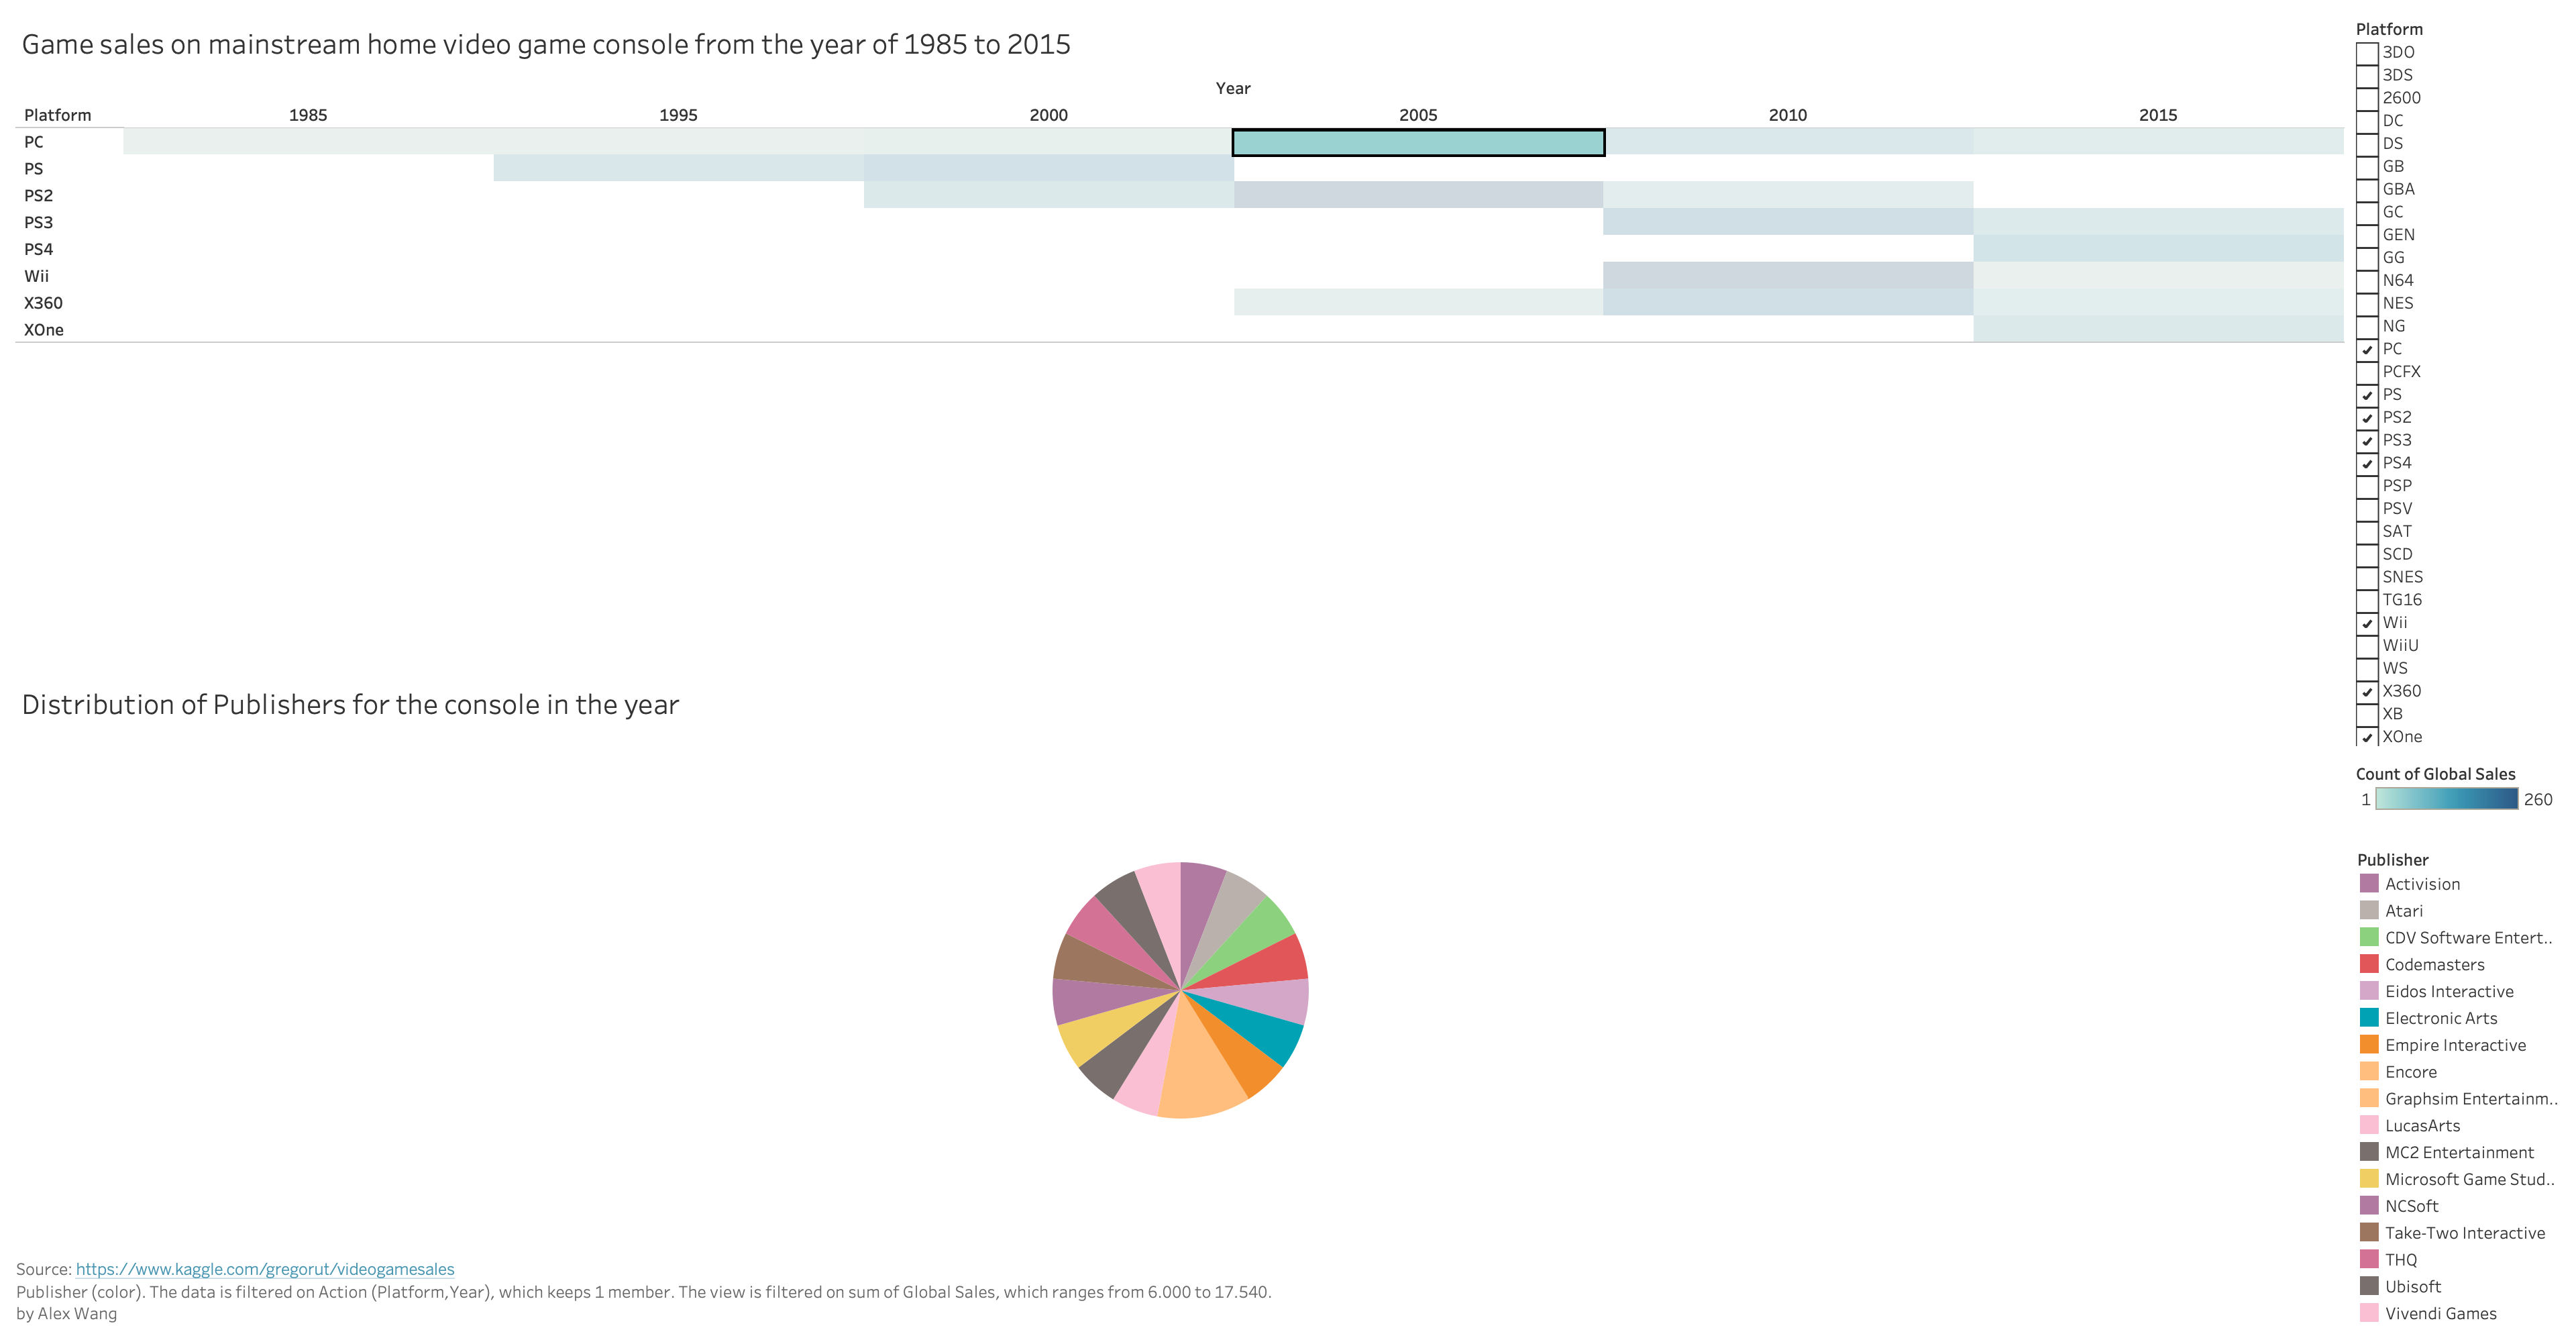 Game sales on mainstream home video game console from the year of 1985 to 2015
Year
Platform 1985 1995 2000 2005 2010 2015
PC
PS
PS2
PS3
PS4
Wii
X360
XOne
Distribution of Publishers for the console in the year
Source: https://www.kaggle.com/gregorut/videogamesales
Publisher (color). The data is filtered on Action (Platform,Year), which keeps 1 member. The view is filtered on sum of Global Sales, which ranges from 6.000 to 17.540.
by Alex Wang
Platform
3DO
3DS
2600
DC
DS
GB
GBA
GC
GEN
GG
N64
NES
NG
PC
PCFX
PS
PS2
PS3
PS4
PSP
PSV
SAT
SCD
SNES
TG16
Wii
WiiU
WS
X360
XB
XOne
Count of Global Sales
1 260
Publisher
Activision
Atari
CDV Software Entert..
Codemasters
Eidos Interactive
Electronic Arts
Empire Interactive
Encore
Graphsim Entertainm..
LucasArts
MC2 Entertainment
Microsoft Game Stud..
NCSoft
Take-Two Interactive
THQ
Ubisoft
Vivendi Games